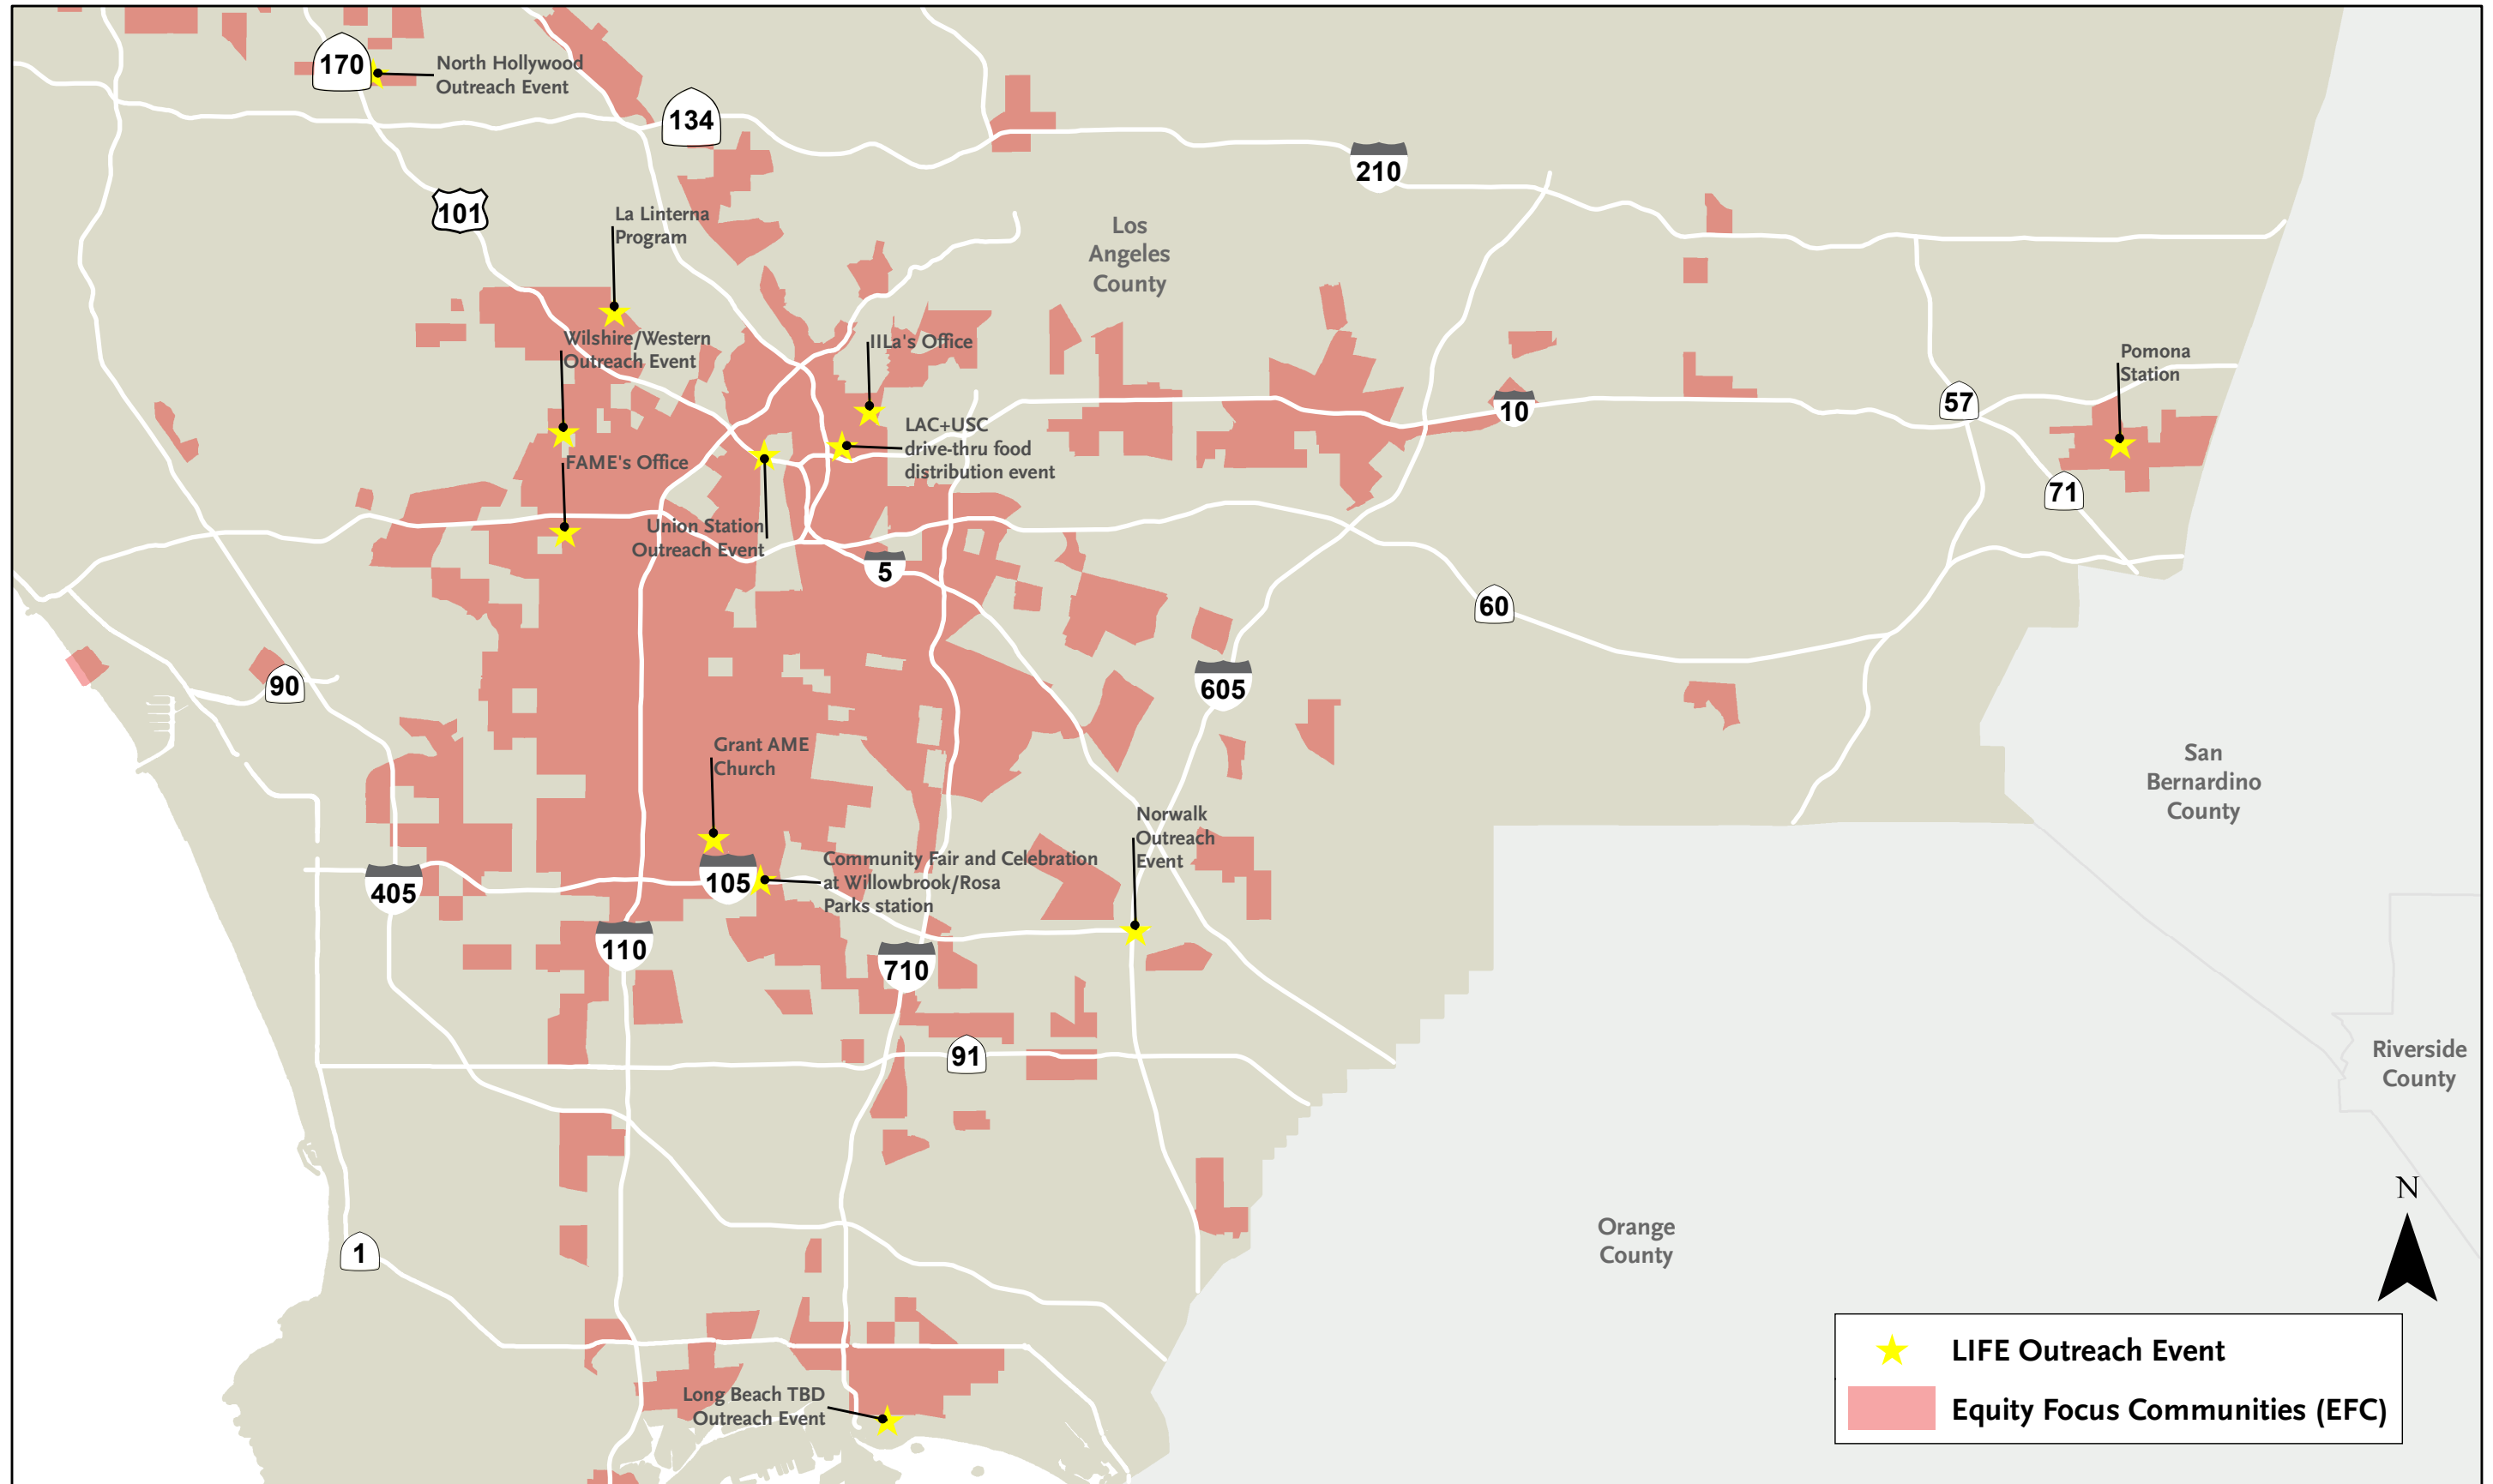 170
North Hollywood
Outreach Event
134
210
101
La Linterna
Program
Los
Angeles
County
Wilshire/Western
Outreach Event
IILa's Office
Pomona
Station
10
57
LAC+USC
drive-thru food
distribution event
FAME's Office
71
Union Station
Outreach Event
5
60
90
605
Grant AME
Church
San
Bernardino
County
Norwalk
Outreach
Event
Community Fair and Celebration
at Willowbrook/Rosa
Parks station
105
405
110
710
91
Riverside
County
N
Orange
County
1
LIFE Outreach Event
Equity Focus Communities (EFC)
Long Beach TBD
Outreach Event